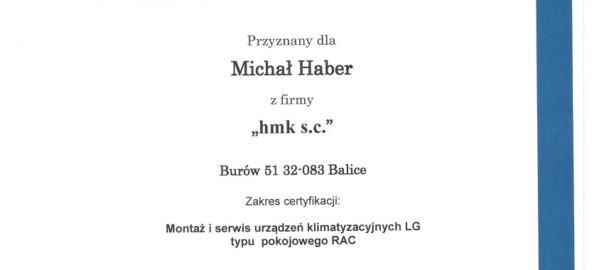 Przyznany dla
Michał Haber
z firmy
„hmk s.c.”
Burów 51 32-083 Balice
Zakres certyfikacji:
Montaż i serwis urządzeń klimatyzacyjnych LG
typu pokojowego RAC